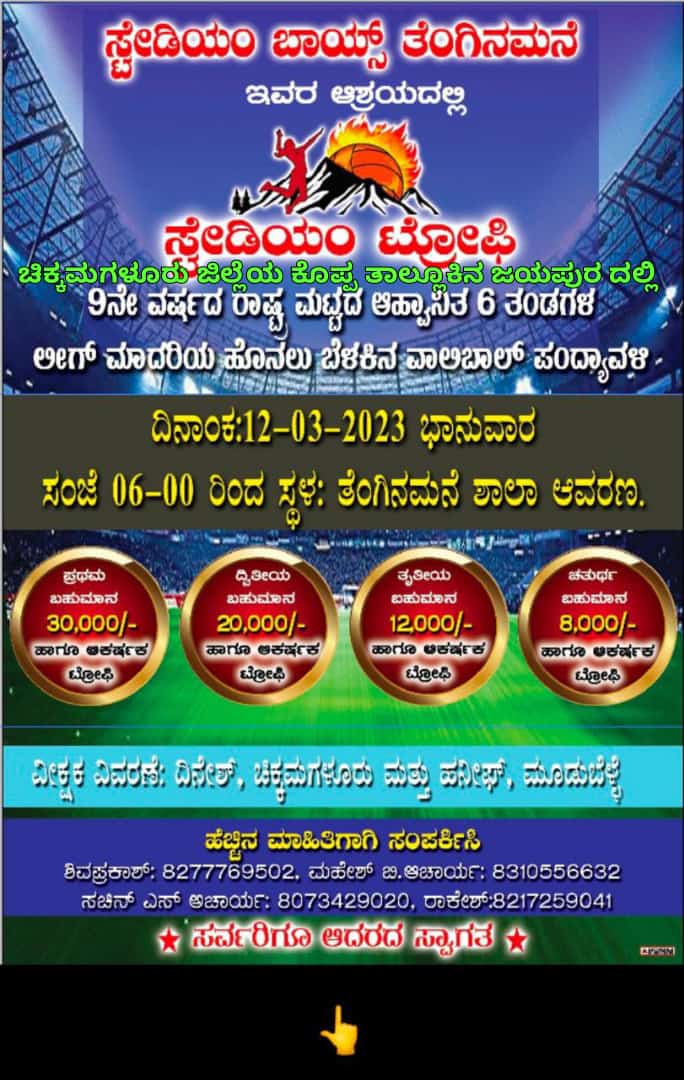 ಸ್ಟೇಡಿಯಂ ಬಾಯ್ಸ್ ತೆಂಗಿನಮನೆ
ಇವರ ಆಶ್ರಯದಲ್ಲಿ
ಸ್ಟೇಡಿಯಂ ಟ್ರೋಫಿ
ಚಿಕ್ಕಮಗಳೂರು ಜಿಲ್ಲೆಯ ಕೊಪ್ಪ ತಾಲ್ಲೂಕಿನ ಜಯಪುರ ದಲ್ಲಿ
9ನೇ ವರ್ಷದ ರಾಷ್ಟ್ರ ಮಟ್ಟದ ಆಹ್ವಾನಿತ 6 ತಂಡಗಳ
ಲೀಗ್ ಮಾದರಿಯ ಹೊನಲು ಬೆಳಕಿನ ವಾಲಿಬಾಲ್ ಪಂದ್ಯಾವಳಿ
ದಿನಾಂಕ:12-03-2023 ಭಾನುವಾರ
ಸಂಜೆ 06-00 ರಿಂದ ಸ್ಥಳ: ತೆಂಗಿನಮನೆ ಶಾಲಾ ಆವರಣ.
ಪ್ರಥಮ
ಬಹುಮಾನ
30,000/-
ಹಾಗೂ ಆಕರ್ಷಕ
ಟ್ರೋಫಿ
ದ್ವಿತೀಯ
ಬಹುಮಾನ
20,000/-
ಹಾಗೂ ಆಕರ್ಷಕ
ಟ್ರೋಫಿ
ತೃತೀಯ
ಬಹುಮಾನ
12,000/-
ಹಾಗೂ ಆಕರ್ಷಕ
ಟ್ರೋಫಿ
ಚತುರ್ಥ
ಬಹುಮಾನ
8,000/-
ಹಾಗೂ ಆಕರ್ಷಕ
ಟ್ರೋಫಿ
ವೀಕ್ಷಕ ವಿವರಣೆ: ದಿನೇಶ್, ಚಿಕ್ಕಮಗಳೂರು ಮತ್ತು ಹನೀಫ್, ಮೂಡುಬೆಳ್ಳೆ
ಹೆಚ್ಚಿನ ಮಾಹಿತಿಗಾಗಿ ಸಂಪರ್ಕಿಸಿ
ಶಿವಪ್ರಕಾಶ್: 8277769502, ಮಹೇಶ್ ಬಿ.ಆಚಾರ್ಯ: 8310556632
ಸಚಿನ್ ಎಸ್ ಅಚಾರ್ಯ: 8073429020, ರಾಕೇಶ್:8217259041
★ ಸರ್ವರಿಗೂ ಆದರದ ಸ್ವಾಗತ ★